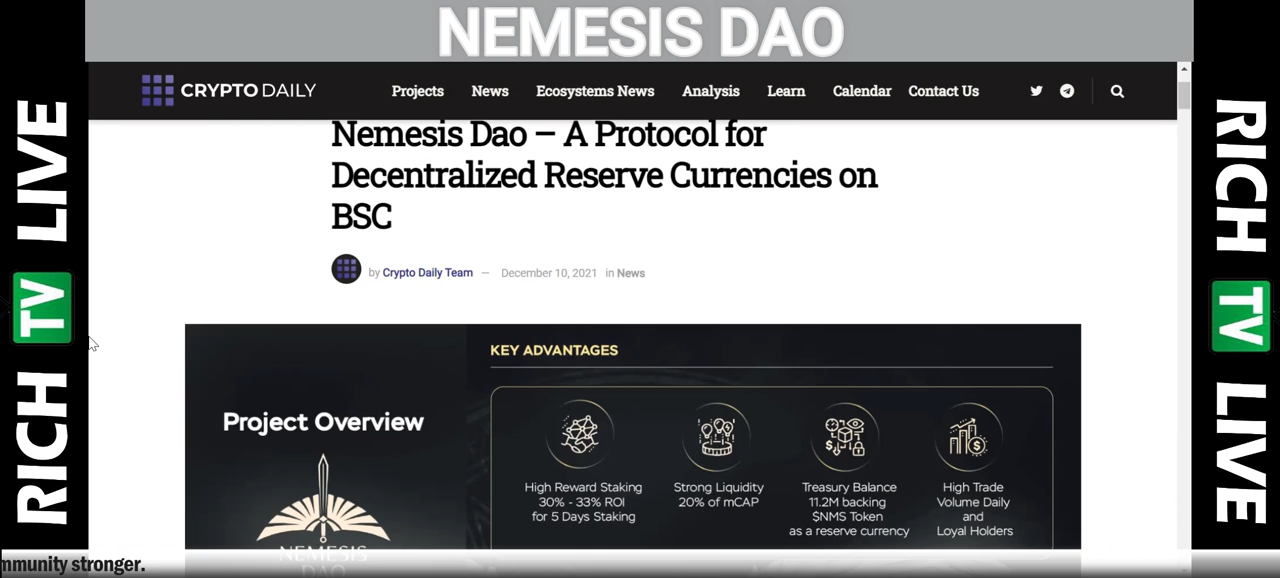 NEMESIS DAO
CRYPTO DAILY
Projects News Ecosystems News Analysis Learn Calendar Contact Us
Nemesis Dao – A Protocol for
Decentralized Reserve Currencies on
BSC
by Crypto Daily Team — December 10, 2021 in News
RICH TV LIVE
RICH TV LIVE
KEY ADVANTAGES
Project Overview
High Reward Staking
30% - 33% ROI
for 5 Days Staking
Strong Liquidity
20% of mCAP
Treasury Balance
11.2M backing
$NMS Token
as a reserve currency
High Trade
Volume Daily
and
Loyal Holders
NEMESIS
DAO
mmunity stronger.